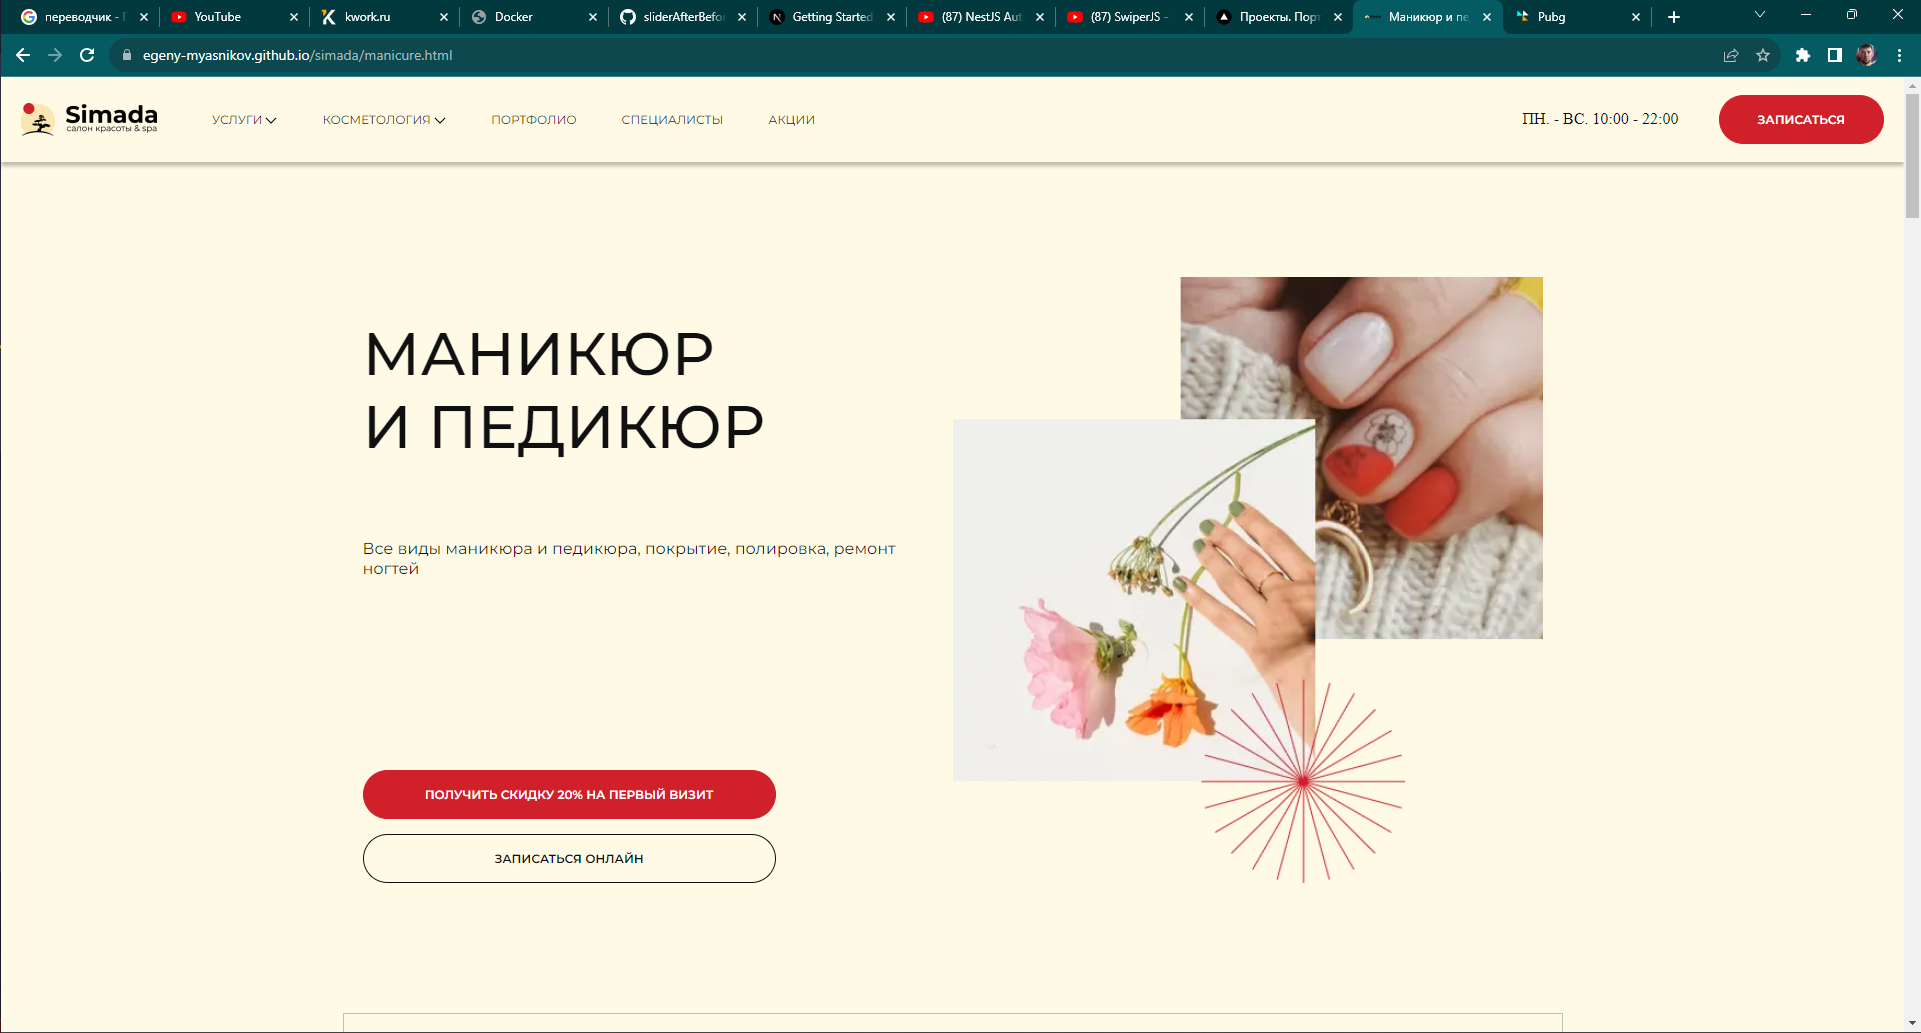 переводчик -
YouTube
kwork.ru
Docker
sliderAfterBefo
Getting Started
(87) NestJS Aut
(87) SwiperJS -
Проекты. Порт
Маникюр и пе
Pubg
egeny-myasnikov.github.io/simada/manicure.html
Simada
салон красоты & spa
УСЛУГИ
КОСМЕТОЛОГИЯ
ПОРТФОЛИО
СПЕЦИАЛИСТЫ
АКЦИИ
ПН. - ВС. 10:00 - 22:00
ЗАПИСАТЬСЯ
МАНИКЮР
И ПЕДИКЮР
Все виды маникюра и педикюра, покрытие, полировка, ремонт
ногтей
ПОЛУЧИТЬ СКИДКУ 20% НА ПЕРВЫЙ ВИЗИТ
ЗАПИСАТЬСЯ ОНЛАЙН